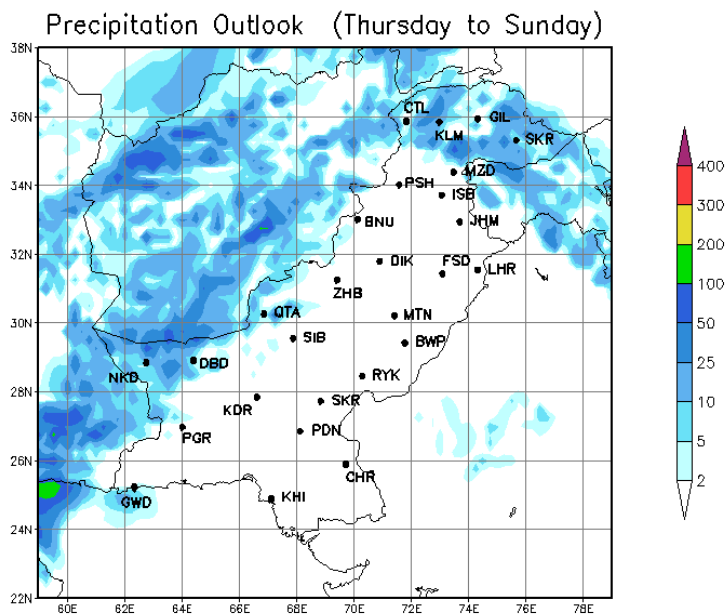 Precipitation Outlook (Thursday to Sunday)
38N
36N
34N
32N
30N
28N
26N
24N
22N
CTL
KLM
GIL
SKR
MZD
PSH
ISB
BNU
JHM
DIK
FSD
LHR
ZHB
QTA
MTN
SIB
BWP
NKD
DBD
RYK
KDR
SKR
PGR
PDN
CHR
GWD
KHI
60E 62E 64E 66E 68E 70E 72E 74E 76E 78E
400
300
200
100
50
25
10
5
2